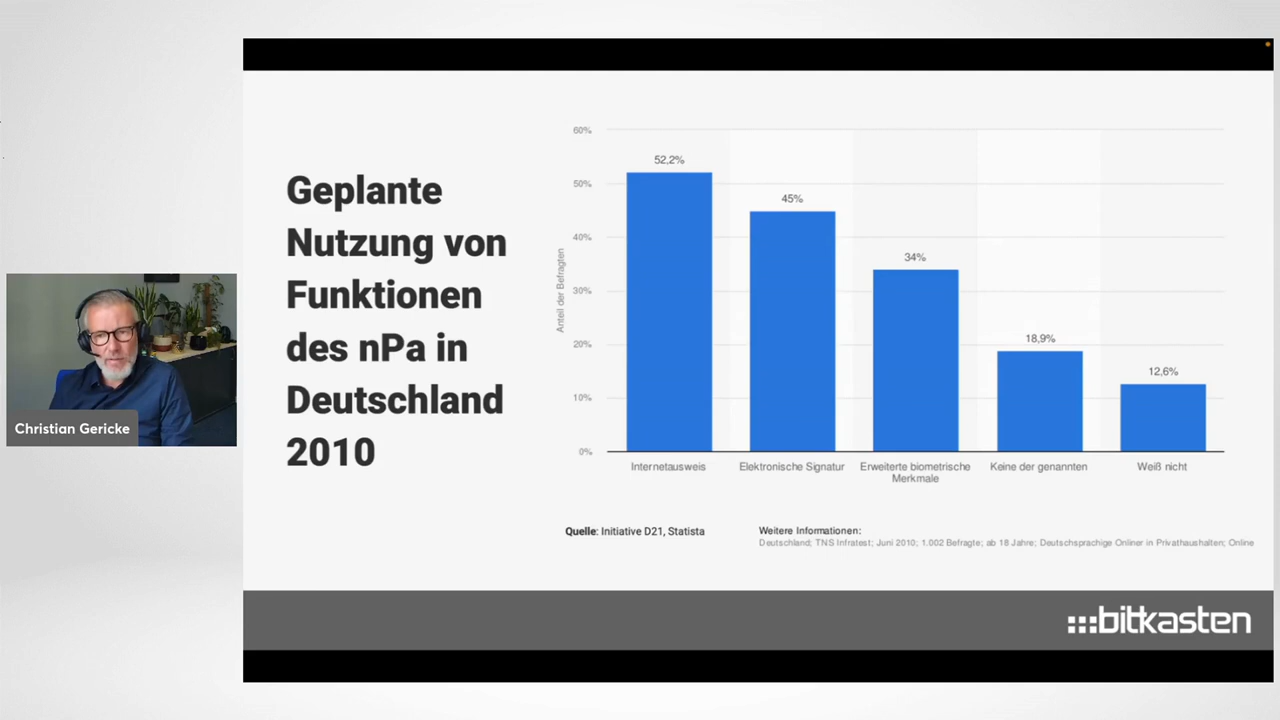 Geplante
Nutzung von
Funktionen
des nPa in
Deutschland
2010
60%
50%
40%
30%
20%
10%
0%
Anteil der Befragten
52,2%
45%
34%
18,9%
12,6%
Internetausweis
Elektronische Signatur
Erweiterte biometrische
Merkmale
Keine der genannten
Weiß nicht
Quelle: Initiative D21, Statista
Weitere Informationen:
Deutschland; TNS Infratest; Juni 2010; 1.002 Befragte; ab 18 Jahre; Deutschsprachige Onliner in Privathaushalten; Online
Christian Gericke
bitkasten